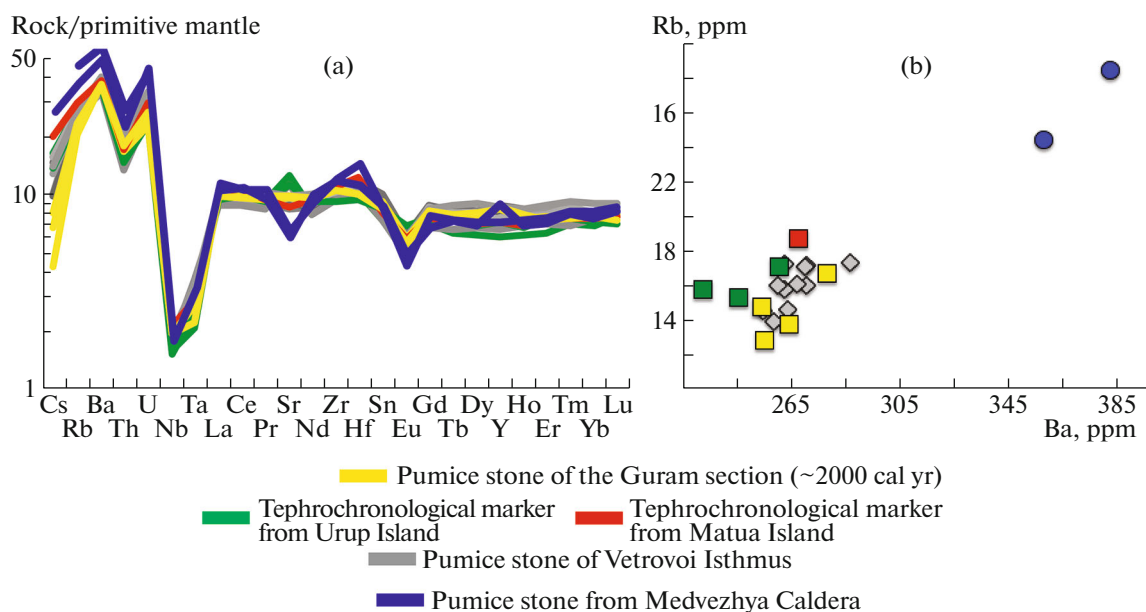 Rock/primitive mantle
50
(a)
10
1
Cs Ba U Ta Ce Sr Zr Sn Gd Dy Ho Tm Lu
Rb Th Nb La Pr Nd Hf Eu Tb Y Er Yb
Rb, ppm
(b)
16
22
18
14
265 305 345 385
Ba, ppm
Pumice stone of the Guram section (~2000 cal yr)
Tephrochronological marker
from Urup Island
Tephrochronological marker
from Matua Island
Pumice stone of Vetrovoi Isthmus
Pumice stone from Medvezhya Caldera